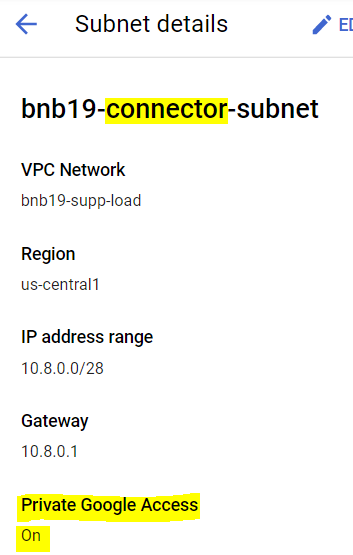 Subnet details
ED
bnb19-connector-subnet
VPC Network
bnb19-supp-load
Region
us-central1
IP address range
10.8.0.0/28
Gateway
10.8.0.1
Private Google Access
On